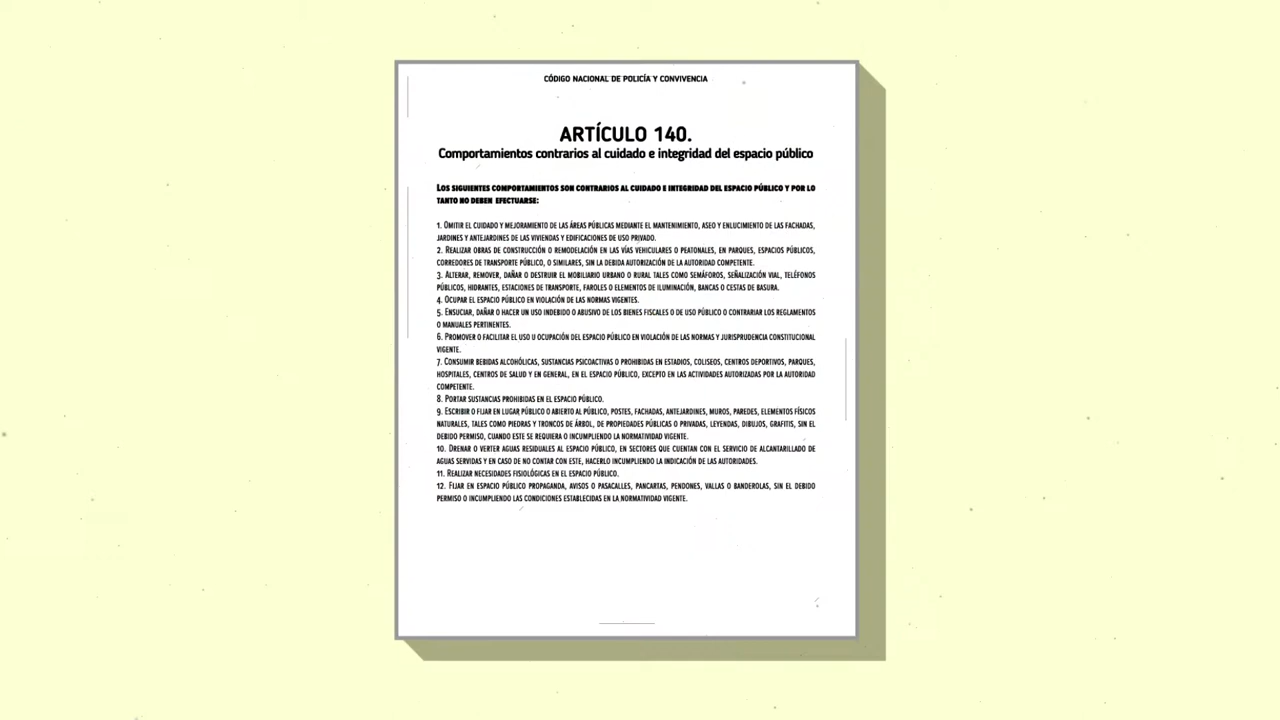 CÓDIGO NACIONAL DE POLICÍA Y CONVIVENCIA
ARTÍCULO 140.
Comportamientos contrarios al cuidado e integridad del espacio público
LOS SIGUIENTES COMPORTAMIENTOS SON CONTRARIOS AL CUIDADO E INTEGRIDAD DEL ESPACIO PÚBLICO Y POR LO
TANTO NO DEBEN EFECTUARSE:
1. OMITIR EL CUIDADO Y MEJORAMIENTO DE LAS ÁREAS PÚBLICAS MEDIANTE EL MANTENIMIENTO, ASEO Y ENLUCIMIENTO DE LAS FACHADAS,
JARDINES Y ANTEJARDINES DE LAS VIVIENDAS Y EDIFICACIONES DE USO PRIVADO.
2. REALIZAR OBRAS DE CONSTRUCCIÓN O REMODELACIÓN EN LAS VÍAS VEHICULARES O PEATONALES, EN PARQUES, ESPACIOS PÚBLICOS,
CORREDORES DE TRANSPORTE PÚBLICO, O SIMILARES, SIN LA DEBIDA AUTORIZACIÓN DE LA AUTORIDAD COMPETENTE.
3. ALTERAR, REMOVER, DAÑAR O DESTRUIR EL MOBILIARIO URBANO O RURAL TALES COMO SEMÁFOROS, SEÑALIZACIÓN VIAL, TELÉFONOS
PÚBLICOS, HIDRANTES, ESTACIONES DE TRANSPORTE, FAROLES O ELEMENTOS DE ILUMINACIÓN, BANCAS O CESTAS DE BASURA.
4. OCUPAR EL ESPACIO PÚBLICO EN VIOLACIÓN DE LAS NORMAS VIGENTES.
5. ENSUCIAR, DAÑAR O HACER UN USO INDEBIDO O ABUSIVO DE LOS BIENES FISCALES O DE USO PÚBLICO O CONTRARIAR LOS REGLAMENTOS
O MANUALES PERTINENTES.
6. PROMOVER O FACILITAR EL USO U OCUPACIÓN DEL ESPACIO PÚBLICO EN VIOLACIÓN DE LAS NORMAS Y JURISPRUDENCIA CONSTITUCIONAL
VIGENTE.
7. CONSUMIR BEBIDAS ALCOHÓLICAS, SUSTANCIAS PSICOACTIVAS O PROHIBIDAS EN ESTADIOS, COLISEOS, CENTROS DEPORTIVOS, PARQUES,
HOSPITALES, CENTROS DE SALUD Y EN GENERAL, EN EL ESPACIO PÚBLICO, EXCEPTO EN LAS ACTIVIDADES AUTORIZADAS POR LA AUTORIDAD
COMPETENTE.
8. PORTAR SUSTANCIAS PROHIBIDAS EN EL ESPACIO PÚBLICO.
9. ESCRIBIR O FIJAR EN LUGAR PÚBLICO O ABIERTO AL PÚBLICO, POSTES, FACHADAS, ANTEJARDINES, MUROS, PAREDES, ELEMENTOS FÍSICOS
NATURALES, TALES COMO PIEDRAS Y TRONCOS DE ÁRBOL, DE PROPIEDADES PÚBLICAS O PRIVADAS, LEYENDAS, DIBUJOS, GRAFITIS, SIN EL
DEBIDO PERMISO, CUANDO ESTE SE REQUIERA O INCUMPLIENDO LA NORMATIVIDAD VIGENTE.
10. DRENAR O VERTER AGUAS RESIDUALES AL ESPACIO PÚBLICO, EN SECTORES QUE CUENTAN CON EL SERVICIO DE ALCANTARILLADO DE
AGUAS SERVIDAS Y EN CASO DE NO CONTAR CON ESTE, HACERLO INCUMPLIENDO LA INDICACIÓN DE LAS AUTORIDADES.
11. REALIZAR NECESIDADES FISIOLÓGICAS EN EL ESPACIO PÚBLICO.
12. FIJAR EN ESPACIO PÚBLICO PROPAGANDA, AVISOS O PASACALLES, PANCARTAS, PENDONES, VALLAS O BANDEROLAS, SIN EL DEBIDO
PERMISO O INCUMPLIENDO LAS CONDICIONES ESTABLECIDAS EN LA NORMATIVIDAD VIGENTE.